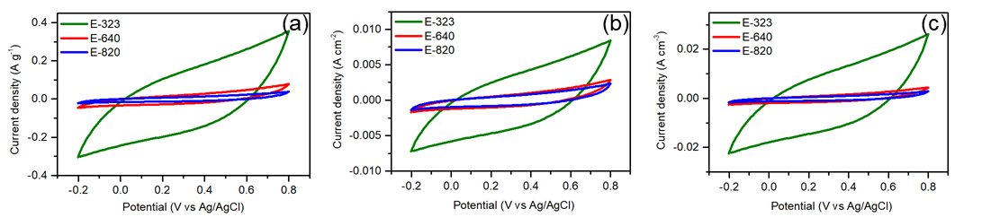 (a)
E-323
E-640
E-820
Current density (A g⁻¹)
0.4
0.2
0.0
-0.2
-0.4
-0.2 0.0 0.2 0.4 0.6 0.8
Potential (V vs Ag/AgCl)
(b)
E-323
E-640
E-820
Current density (A cm⁻²)
0.010
0.005
0.000
-0.005
-0.010
-0.2 0.0 0.2 0.4 0.6 0.8
Potential (V vs Ag/AgCl)
(c)
E-323
E-640
E-820
Current density (A cm⁻³)
0.02
0.00
-0.02
-0.2 0.0 0.2 0.4 0.6 0.8
Potential (V vs Ag/AgCl)